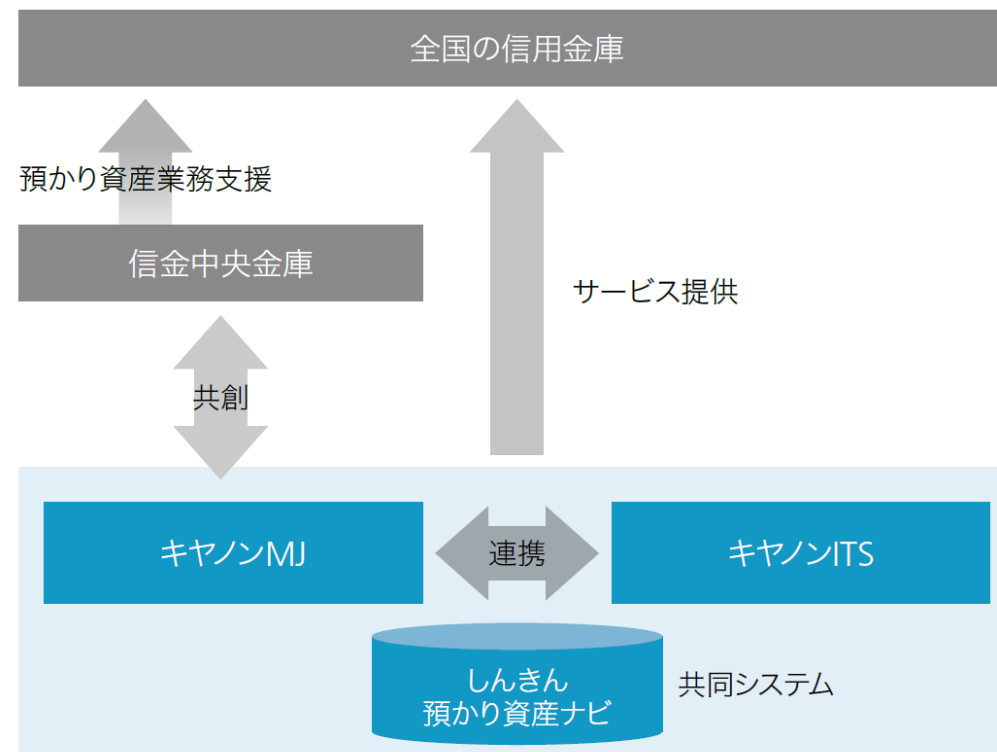 全国の信用金庫
預かり資産業務支援
信金中央金庫
サービス提供
共創
キヤノンMJ
連携
キヤノンITS
しんきん
預かり資産ナビ
共同システム